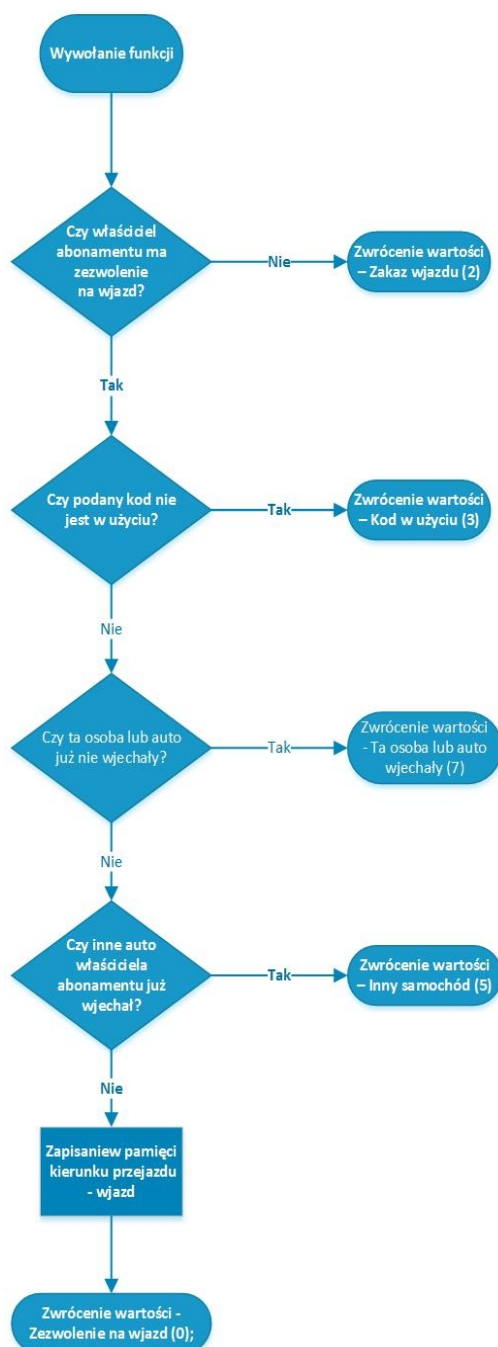 Wywołanie funkcji
Czy właściciel
abonamentu ma
zezwolenie
na wjazd?
Nie
Zwrócenie wartości
– Zakaz wjazdu (2)
Tak
Czy podany kod nie
jest w użyciu?
Tak
Zwrócenie wartości
– Kod w użyciu (3)
Nie
Czy ta osoba lub auto
już nie wjechały?
Tak
Zwrócenie wartości
- Ta osoba lub auto
wjechały (7)
Nie
Czy inne auto
właściciela
abonamentu już
wjechał?
Tak
Zwrócenie wartości
– Inny samochód (5)
Nie
Zapisaniew pamięci
kierunku przejazdu
- wjazd
Zwrócenie wartości -
Zezwolenie na wjazd (0);